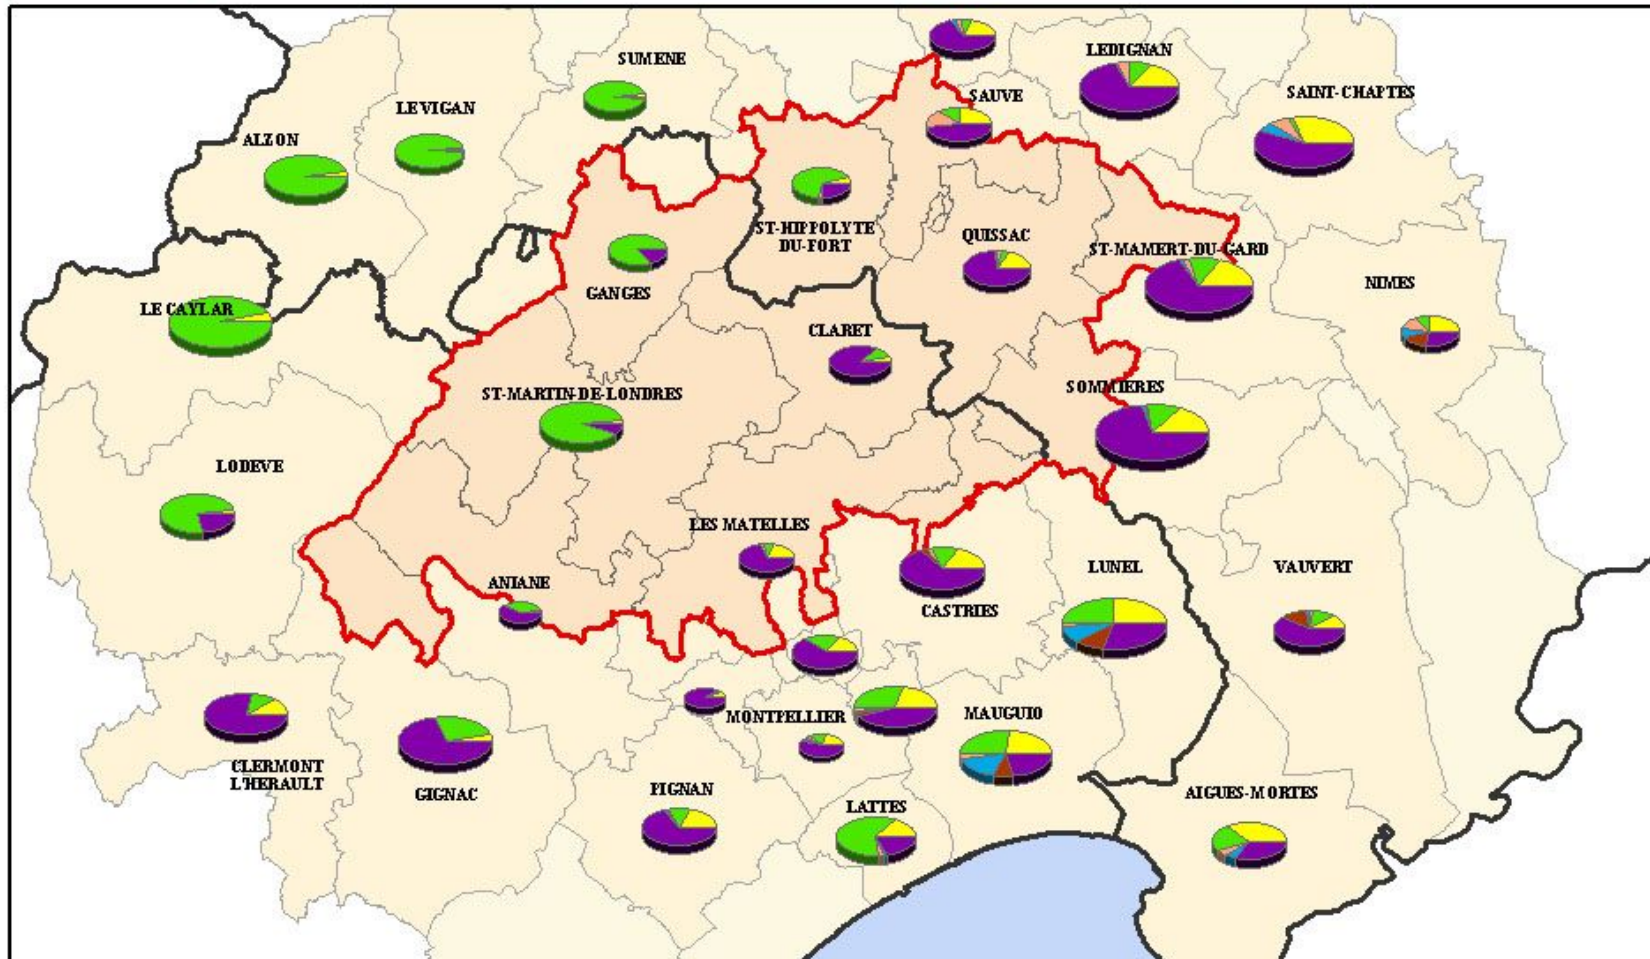 LEDIGNAN
SUMENE
SAINT-CHAPTES
SAUVE
LE VIGAN
ALZON
ST-HIPPOLYTE
DU-FORT
QUISSAC
ST-MAMERT-DU-GARD
NIMES
GANGES
LE CAYLAR
CLARET
SOMMIERES
ST-MARTIN-DE-LONDRES
LODEVE
LES MATELLES
LUNEL
VAUVERT
ANIANE
CASTRIES
MONTPELLIER
MAUGUIO
CLERMONT
L'HERAULT
GIGNAC
PIGNAN
AIGUES-MORTES
LATTES